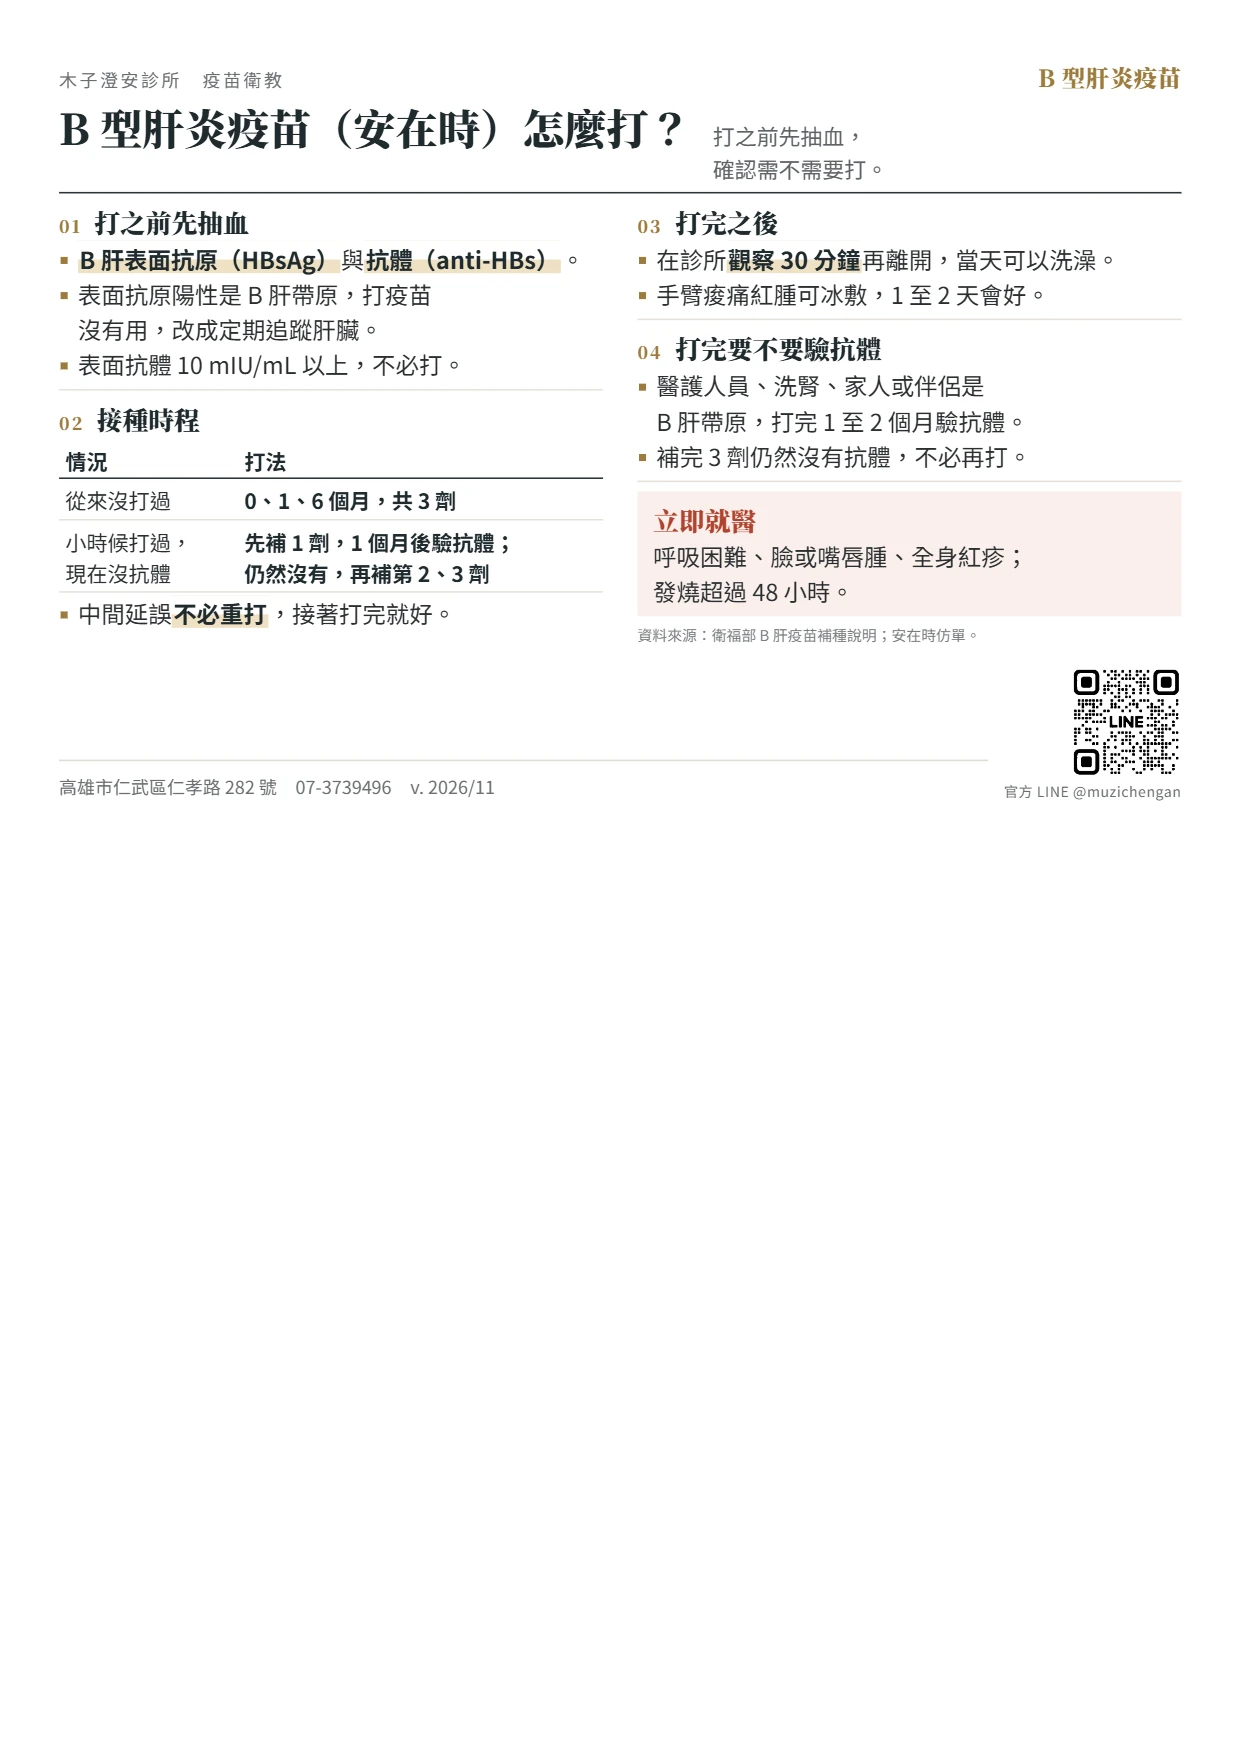 木子澄安診所　疫苗衛教
B 型肝炎疫苗
B 型肝炎疫苗（安在時）怎麼打？
打之前先抽血，
確認需不需要打。
01 打之前先抽血
▪ B 肝表面抗原（HBsAg）與抗體（anti-HBs）。
▪ 表面抗原陽性是 B 肝帶原，打疫苗
沒有用，改成定期追蹤肝臟。
▪ 表面抗體 10 mIU/mL 以上，不必打。
02 接種時程
情況　打法
從來沒打過　0、1、6 個月，共 3 劑
小時候打過，　先補 1 劑，1 個月後驗抗體；
現在沒抗體　仍然沒有，再補第 2、3 劑
▪ 中間延誤不必重打，接著打完就好。
03 打完之後
▪ 在診所觀察 30 分鐘再離開，當天可以洗澡。
▪ 手臂痠痛紅腫可冰敷，1 至 2 天會好。
04 打完要不要驗抗體
▪ 醫護人員、洗腎、家人或伴侶是
B 肝帶原，打完 1 至 2 個月驗抗體。
▪ 補完 3 劑仍然沒有抗體，不必再打。
立即就醫
呼吸困難、臉或嘴唇腫、全身紅疹；
發燒超過 48 小時。
資料來源：衛福部 B 肝疫苗補種說明；安在時仿單。
LINE
高雄市仁武區仁孝路 282 號　07-3739496　v. 2026/11
官方 LINE @muzichengan